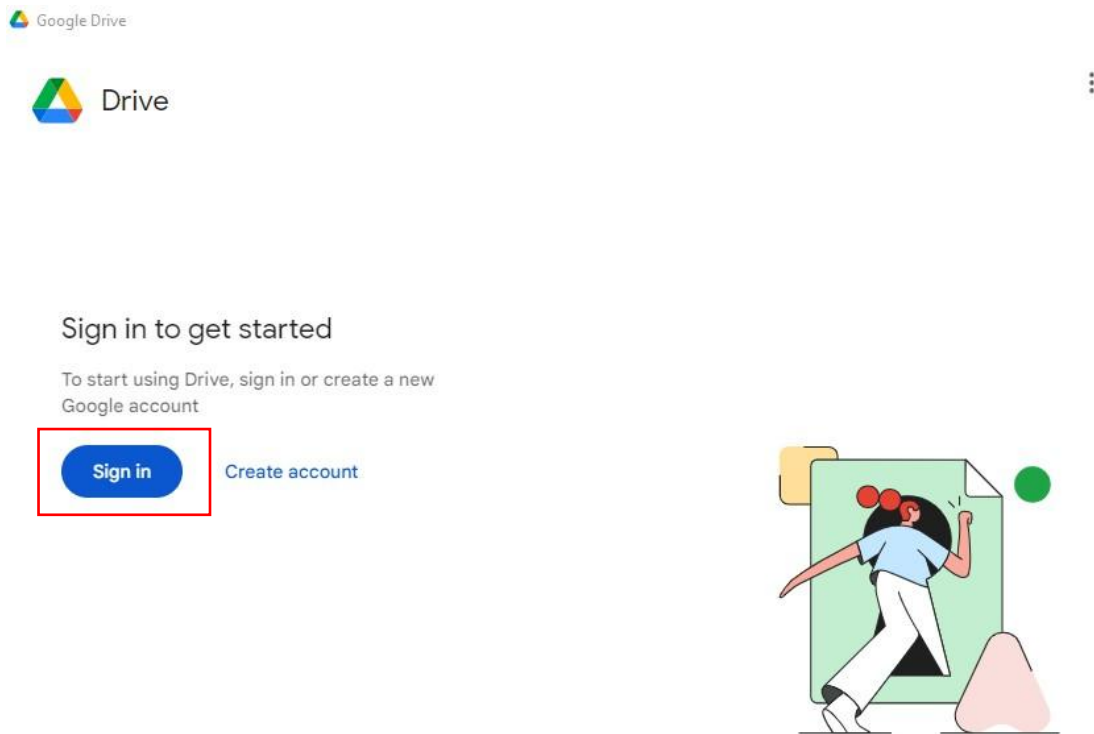 Google Drive
Drive
Sign in to get started
To start using Drive, sign in or create a new
Google account
Sign in
Create account